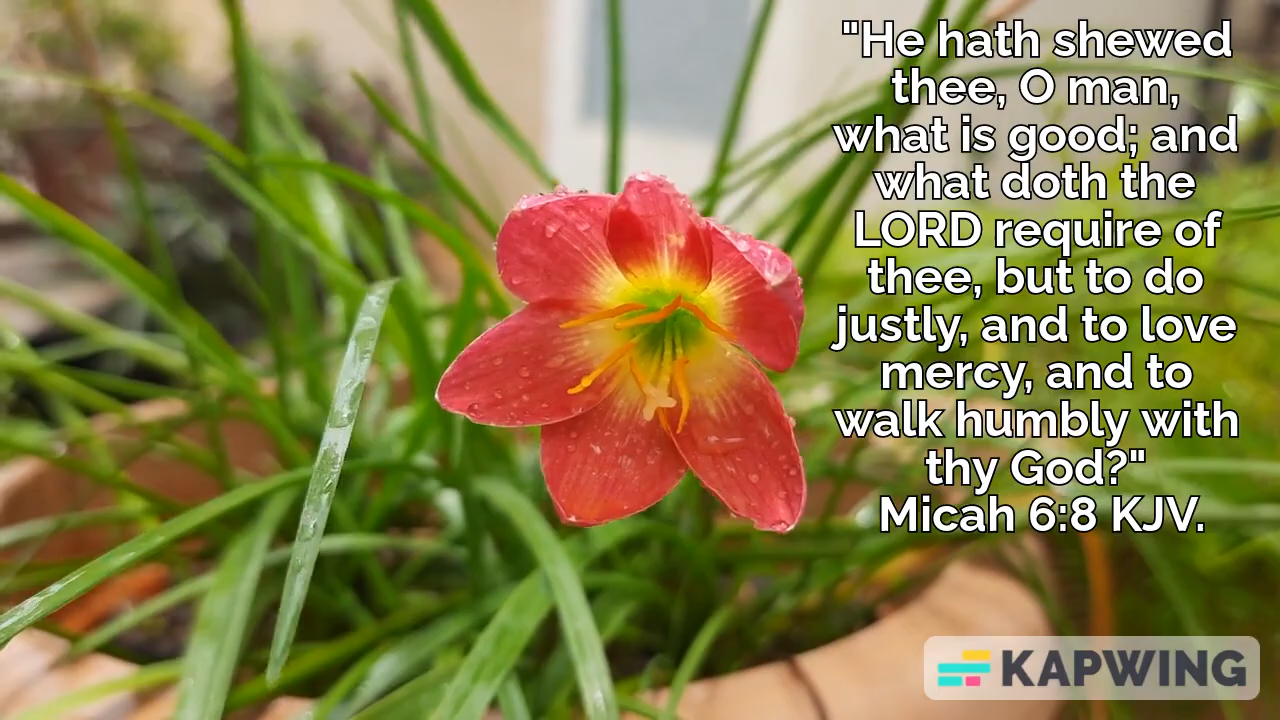 "He hath shewed
thee, O man,
what is good; and
what doth the
LORD require of
thee, but to do
justly, and to love
mercy, and to
walk humbly with
thy God?"
Micah 6:8 KJV.
KAPWING